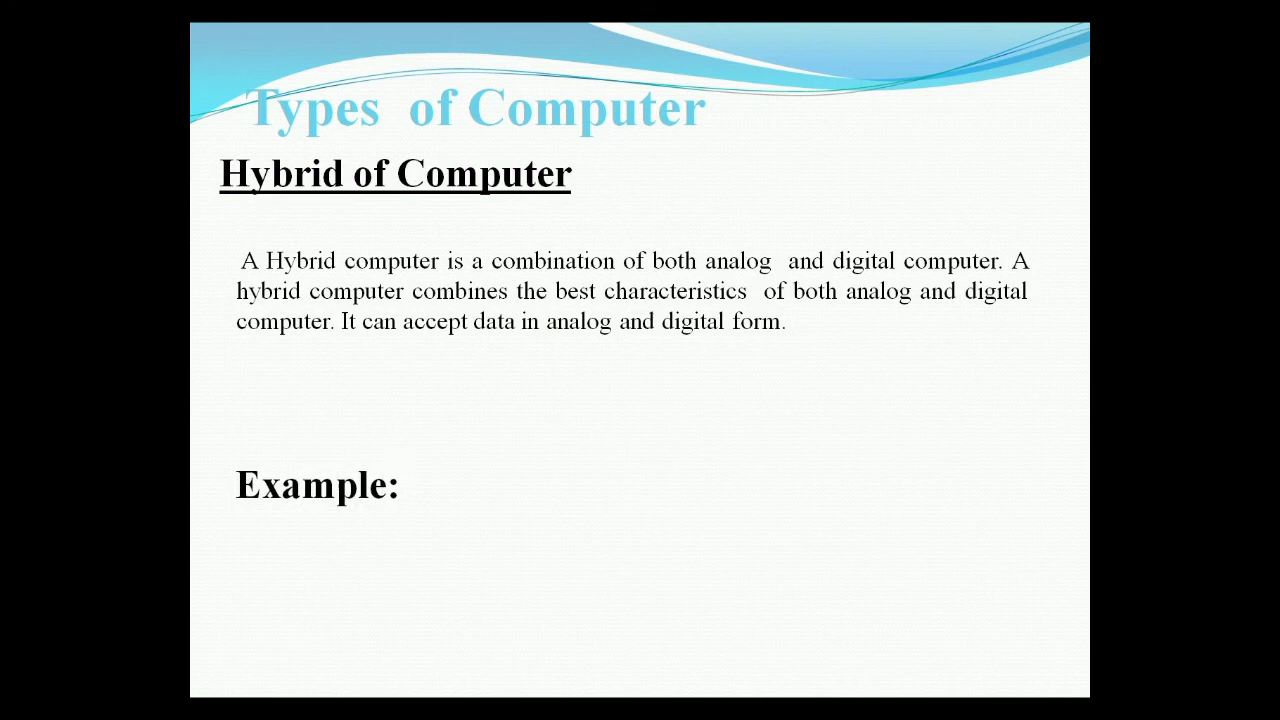 Types of Computer
Hybrid of Computer
A Hybrid computer is a combination of both analog and digital computer. A
hybrid computer combines the best characteristics of both analog and digital
computer. It can accept data in analog and digital form.
Example: